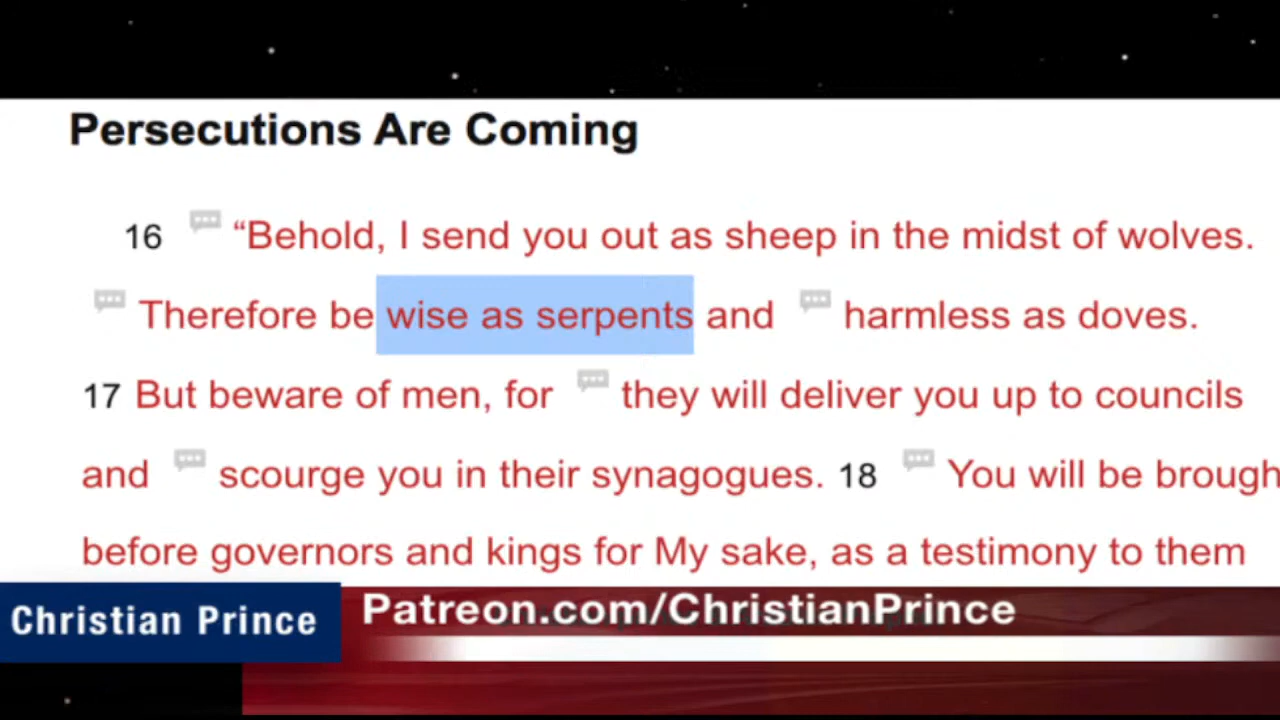 Persecutions Are Coming
16 “Behold, I send you out as sheep in the midst of wolves.
Therefore be wise as serpents and harmless as doves.
17 But beware of men, for they will deliver you up to councils
and scourge you in their synagogues. 18 You will be brough
before governors and kings for My sake, as a testimony to them
Christian Prince
Patreon.com/ChristianPrince